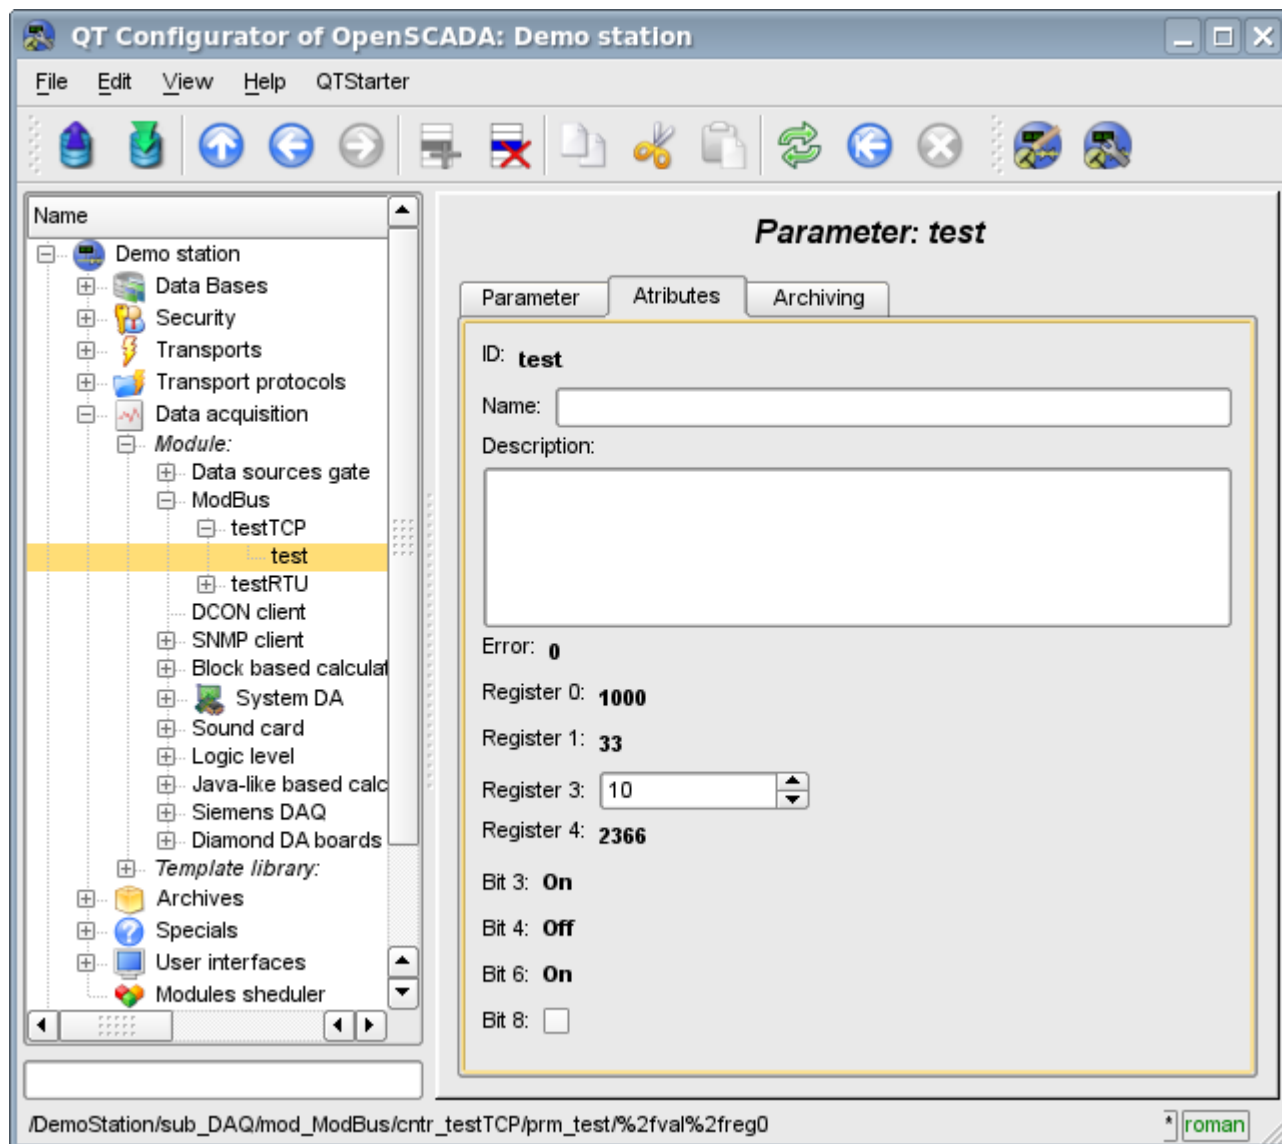 QT Configurator of OpenSCADA: Demo station
File Edit View Help QTStarter
Name
Demo station
Data Bases
Security
Transports
Transport protocols
Data acquisition
Module:
Data sources gate
ModBus
testTCP
test
testRTU
DCON client
SNMP client
Block based calculat
System DA
Sound card
Logic level
Java-like based calc
Siemens DAQ
Diamond DA boards
Template library:
Archives
Specials
User interfaces
Modules sheduler
Parameter: test
Parameter Atributes Archiving
ID: test
Name:
Description:
Error: 0
Register 0: 1000
Register 1: 33
Register 3: 10
Register 4: 2366
Bit 3: On
Bit 4: Off
Bit 6: On
Bit 8:
/DemoStation/sub_DAQ/mod_ModBus/cntr_testTCP/prm_test/%2fval%2freg0
* roman